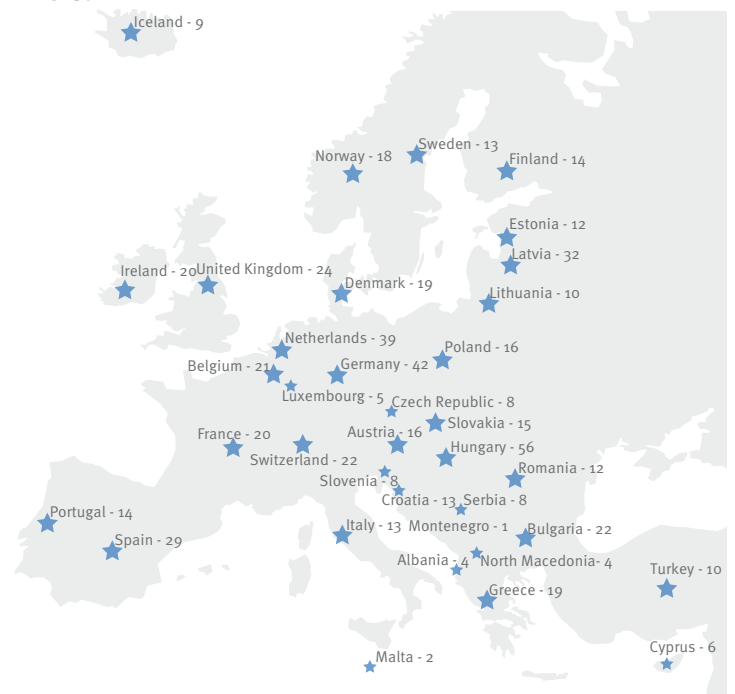 Iceland - 9
Sweden - 13
Norway - 18
Finland - 14
Estonia - 12
Latvia - 32
Ireland - 20
United Kingdom - 24
Denmark - 19
Lithuania - 10
Netherlands - 39
Poland - 16
Belgium - 21
Germany - 42
Luxembourg - 5
Czech Republic - 8
Slovakia - 15
France - 20
Austria - 16
Hungary - 56
Switzerland - 22
Romania - 12
Slovenia - 8
Croatia - 13
Serbia - 8
Portugal - 14
Spain - 29
Italy - 13
Montenegro - 1
Bulgaria - 22
Albania - 4
North Macedonia- 4
Turkey - 10
Greece - 19
Cyprus - 6
Malta - 2